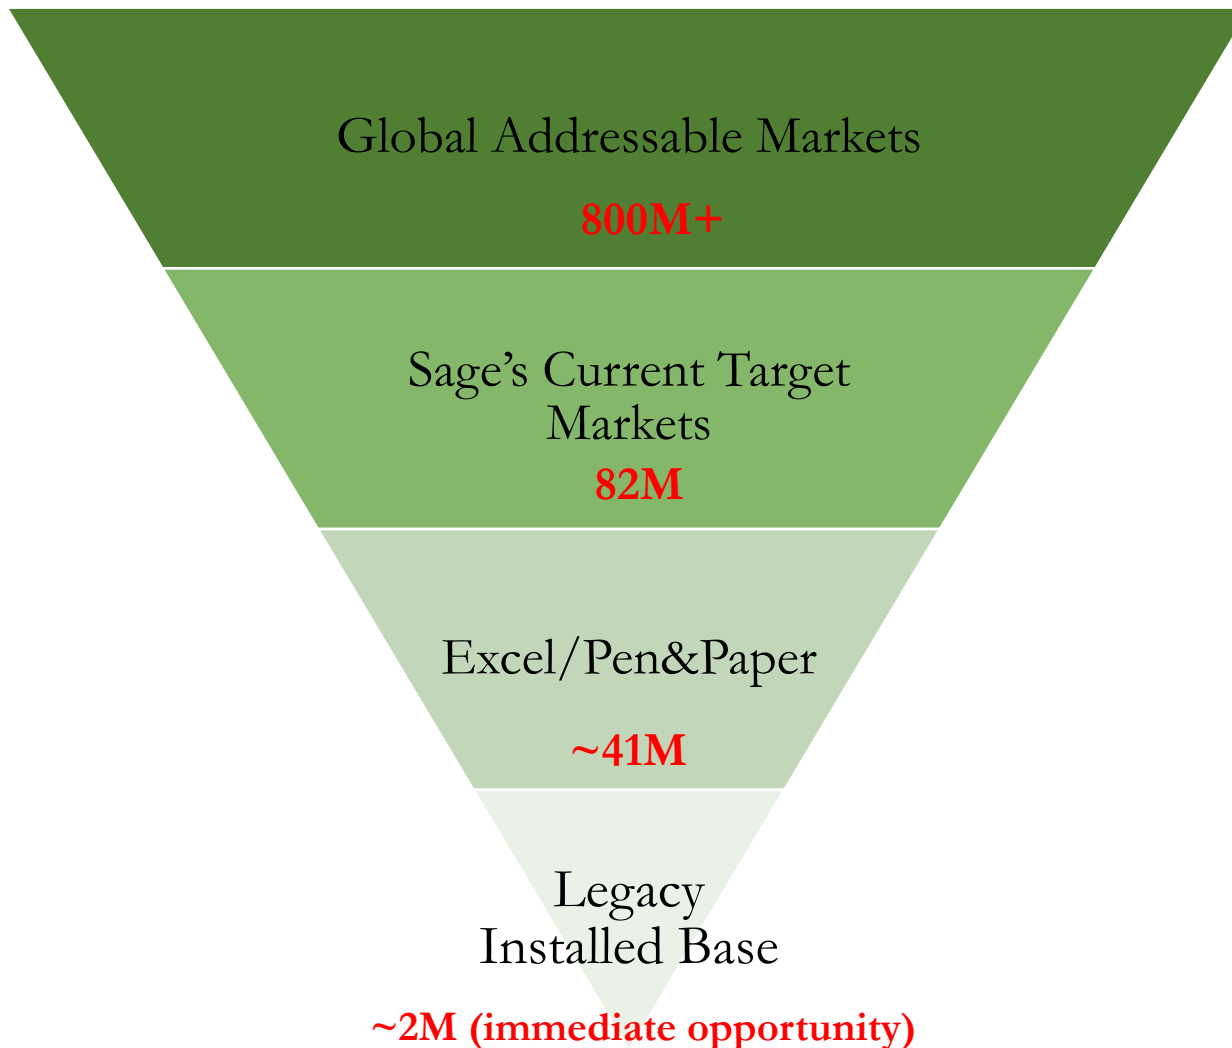 Global Addressable Markets
800M+
Sage’s Current Target
Markets
82M
Excel/Pen&Paper
~41M
Legacy
Installed Base
~2M (immediate opportunity)